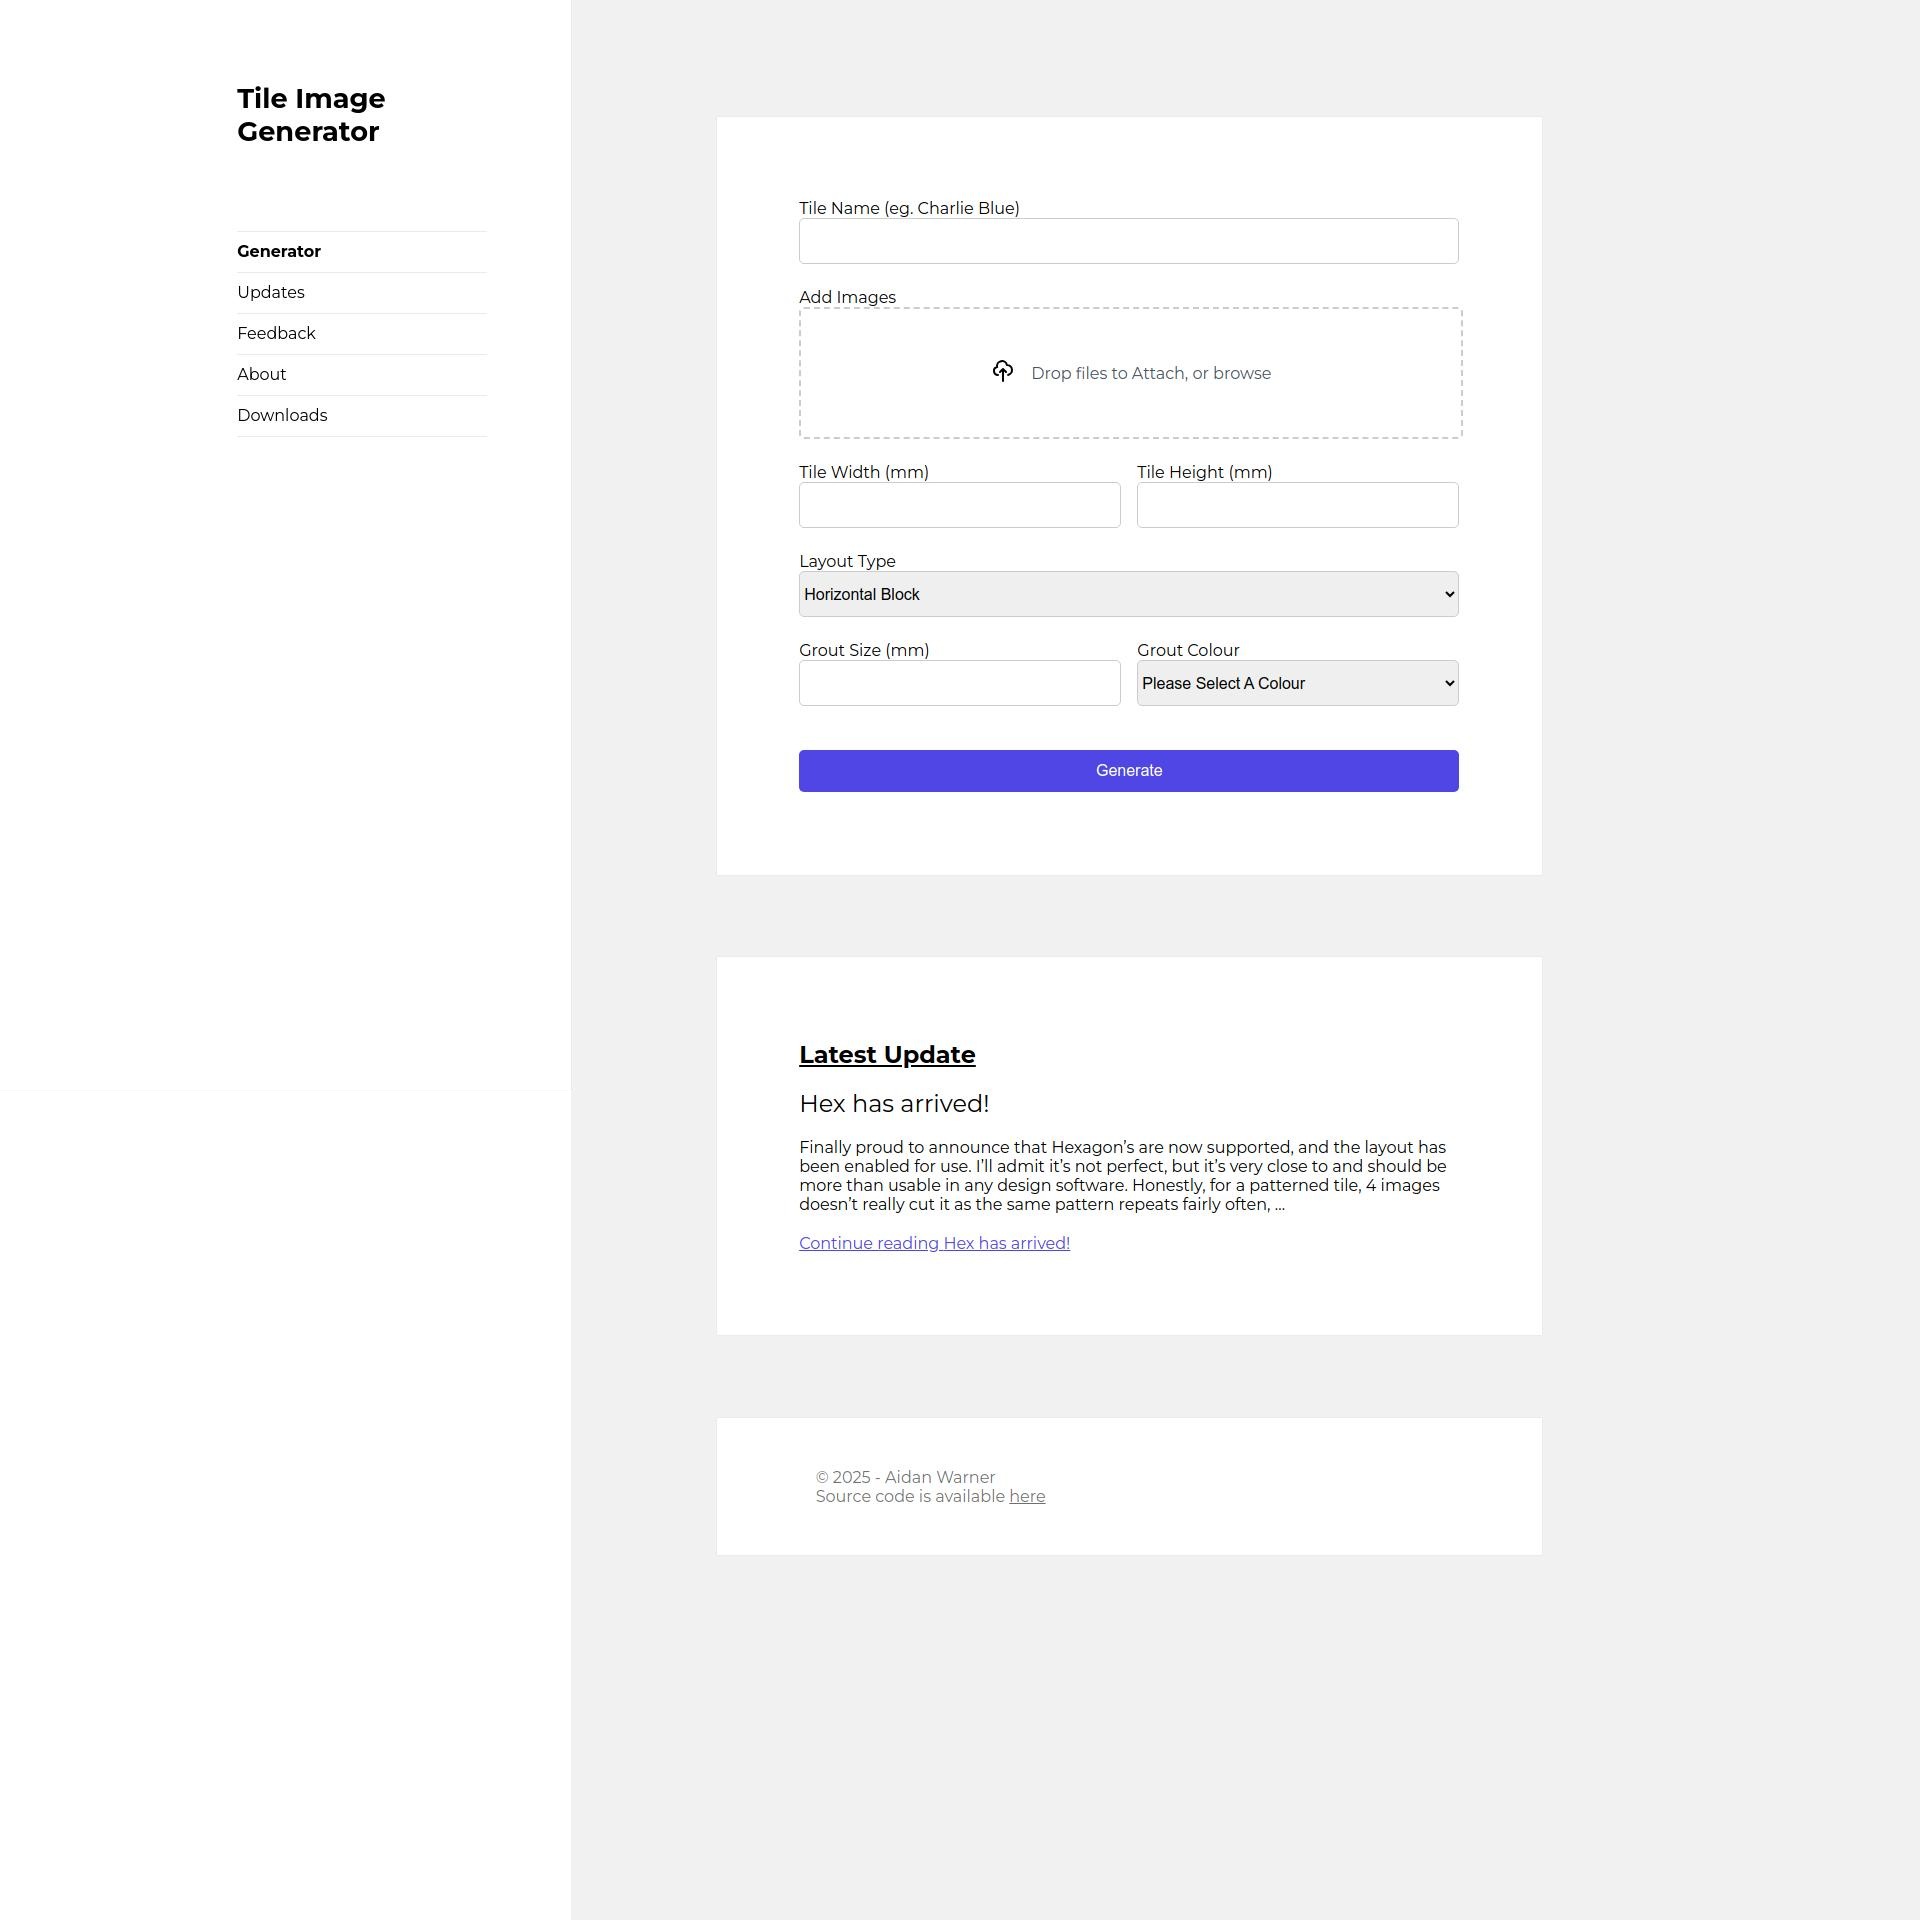 Tile Image
Generator
Generator
Updates
Feedback
About
Downloads
Tile Name (eg. Charlie Blue)
Add Images
Drop files to Attach, or browse
Tile Width (mm)
Tile Height (mm)
Layout Type
Horizontal Block
Grout Size (mm)
Grout Colour
Please Select A Colour
Generate
Latest Update
Hex has arrived!
Finally proud to announce that Hexagon’s are now supported, and the layout has
been enabled for use. I’ll admit it’s not perfect, but it’s very close to and should be
more than usable in any design software. Honestly, for a patterned tile, 4 images
doesn’t really cut it as the same pattern repeats fairly often, …
Continue reading Hex has arrived!
© 2025 - Aidan Warner
Source code is available here